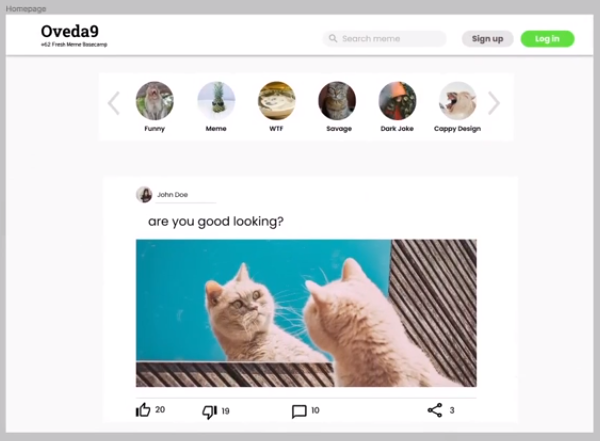 Homepage
Oveda9
+62 Fresh Meme Basecamp
Search meme
Sign up
Log in
Funny
Meme
WTF
Savage
Dark Joke
Cappy Design
John Doe
are you good looking?
20
19
10
3